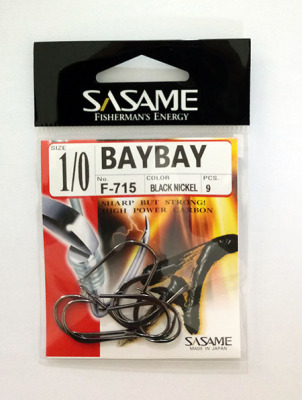 SASAME
FISHERMAN'S ENERGY
SIZE
1/0
BAYBAY
No. COLOR PCS.
F-715 BLACK NICKEL 9
SHARP BUT STRONG!
HIGH POWER CARBON
SASAME
MADE IN JAPAN